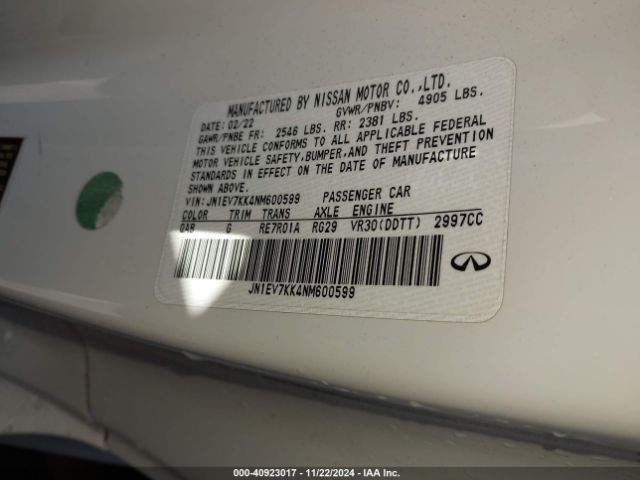 MANUFACTURED BY NISSAN MOTOR CO.,LTD.
DATE: 02/22 GVWR/PNBV: 4905 LBS.
GAWR/PNBE FR: 2546 LBS. RR: 2381 LBS.
THIS VEHICLE CONFORMS TO ALL APPLICABLE FEDERAL
MOTOR VEHICLE SAFETY,BUMPER,AND THEFT PREVENTION
STANDARDS IN EFFECT ON THE DATE OF MANUFACTURE
SHOWN ABOVE.
VIN: JN1EV7KK4NM600599 PASSENGER CAR
COLOR TRIM TRANS AXLE ENGINE
QAB G RE7R01A RG29 VR30(DDTT) 2997CC
JN1EV7KK4NM600599
000-40923017 - 11/22/2024 - IAA Inc.